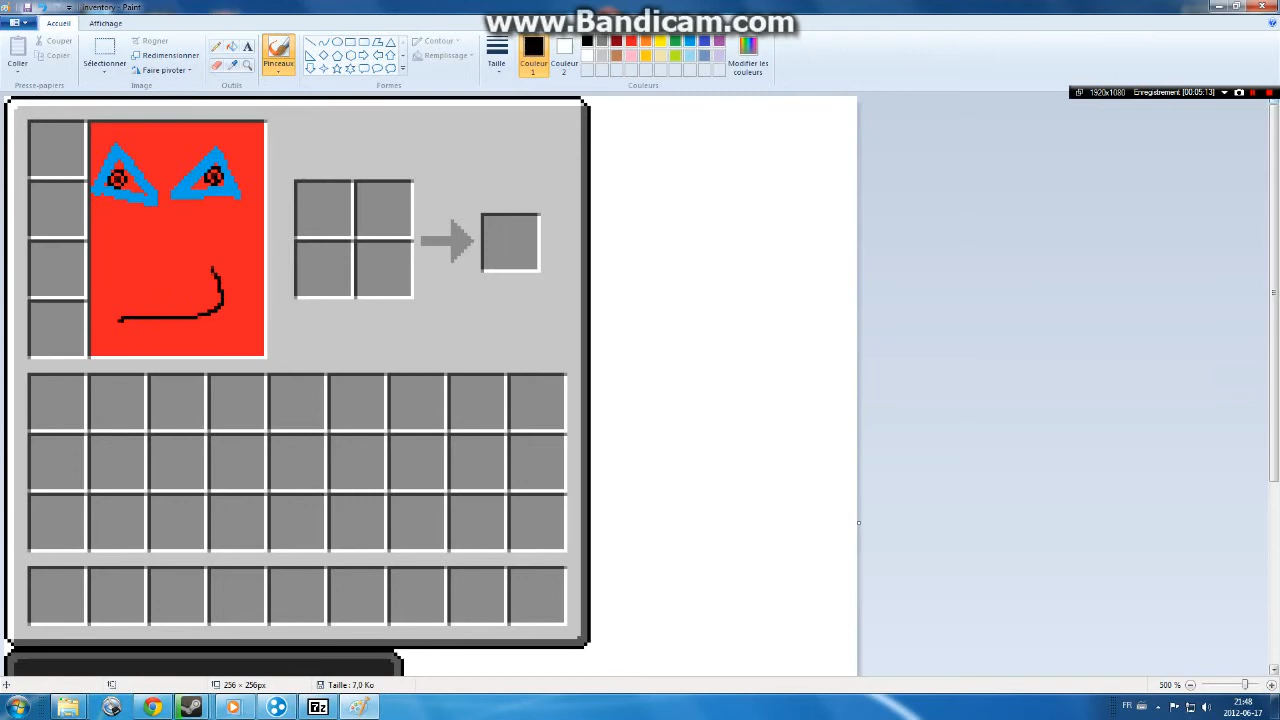 Inventory - Paint
www.Bandicam.com
Accueil
Affichage
Coller
Couper
Copier
Presse-papiers
Sélectionner
Rogner
Redimensionner
Faire pivoter
Image
A
Outils
Pinceaux
Contour
Remplissage
Formes
Taille
Couleur 1
Couleur 2
Modifier les couleurs
Couleurs
1920x1080
Enregistrement [00:05:13]
256 × 256px
Taille : 7,0 Ko
500 %
7z
FR
21:48
2012-06-17